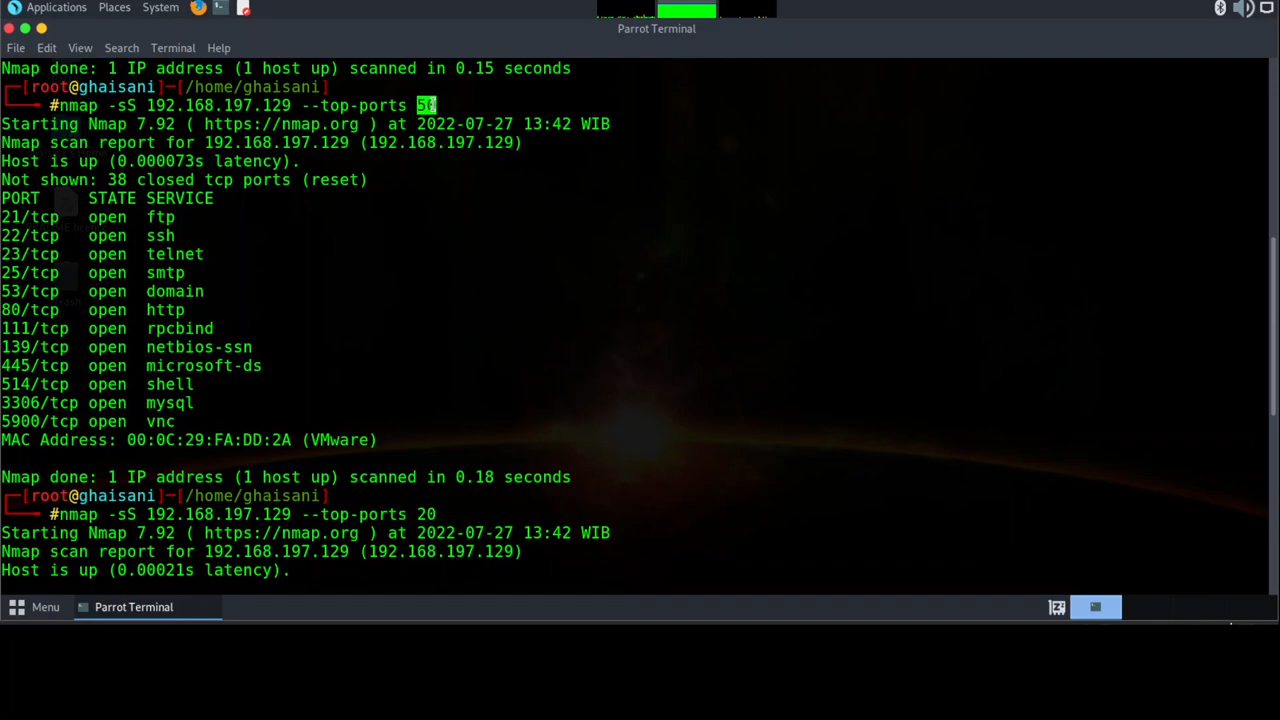 Applications Places System
Parrot Terminal
File Edit View Search Terminal Help
Nmap done: 1 IP address (1 host up) scanned in 0.15 seconds
┌─[root@ghaisani]─[/home/ghaisani]
└──╼ #nmap -sS 192.168.197.129 --top-ports 50
Starting Nmap 7.92 ( https://nmap.org ) at 2022-07-27 13:42 WIB
Nmap scan report for 192.168.197.129 (192.168.197.129)
Host is up (0.000073s latency).
Not shown: 38 closed tcp ports (reset)
PORT STATE SERVICE
21/tcp open ftp
22/tcp open ssh
23/tcp open telnet
25/tcp open smtp
53/tcp open domain
80/tcp open http
111/tcp open rpcbind
139/tcp open netbios-ssn
445/tcp open microsoft-ds
514/tcp open shell
3306/tcp open mysql
5900/tcp open vnc
MAC Address: 00:0C:29:FA:DD:2A (VMware)
Nmap done: 1 IP address (1 host up) scanned in 0.18 seconds
┌─[root@ghaisani]─[/home/ghaisani]
└──╼ #nmap -sS 192.168.197.129 --top-ports 20
Starting Nmap 7.92 ( https://nmap.org ) at 2022-07-27 13:42 WIB
Nmap scan report for 192.168.197.129 (192.168.197.129)
Host is up (0.00021s latency).
Menu Parrot Terminal